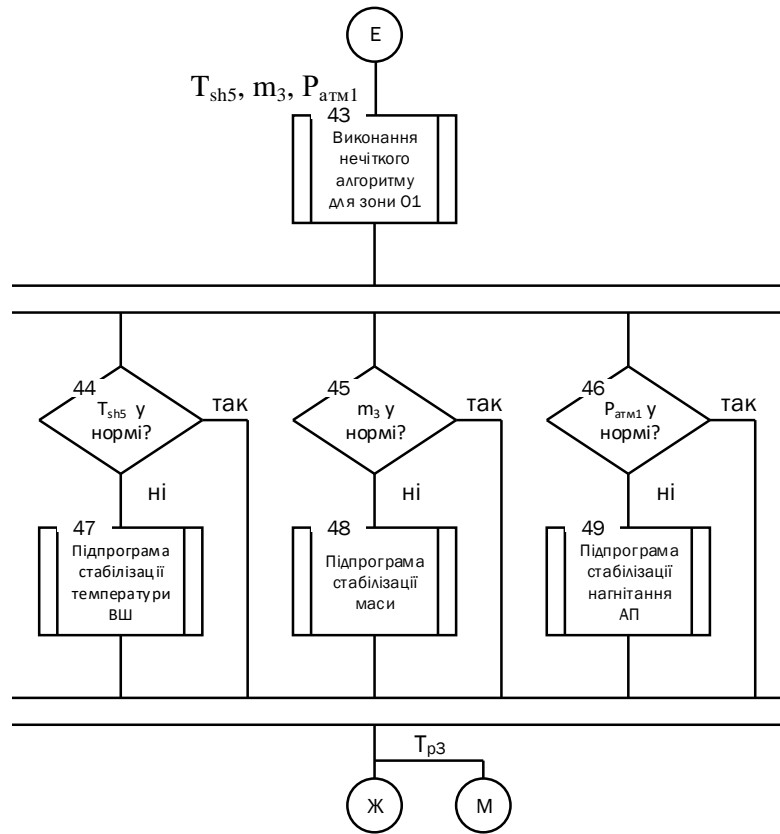 Е
Tsh5, m3, Pатм1
43
Виконання
нечіткого
алгоритму
для зони О1
44
Tsh5 у
нормі?
так
45
m3 у
нормі?
так
46
Pатм1 у
нормі?
так
ні
ні
ні
47
Підпрограма
стабілізації
температури
ВШ
48
Підпрограма
стабілізації
маси
49
Підпрограма
стабілізації
нагнітання
АП
Tр3
Ж
М